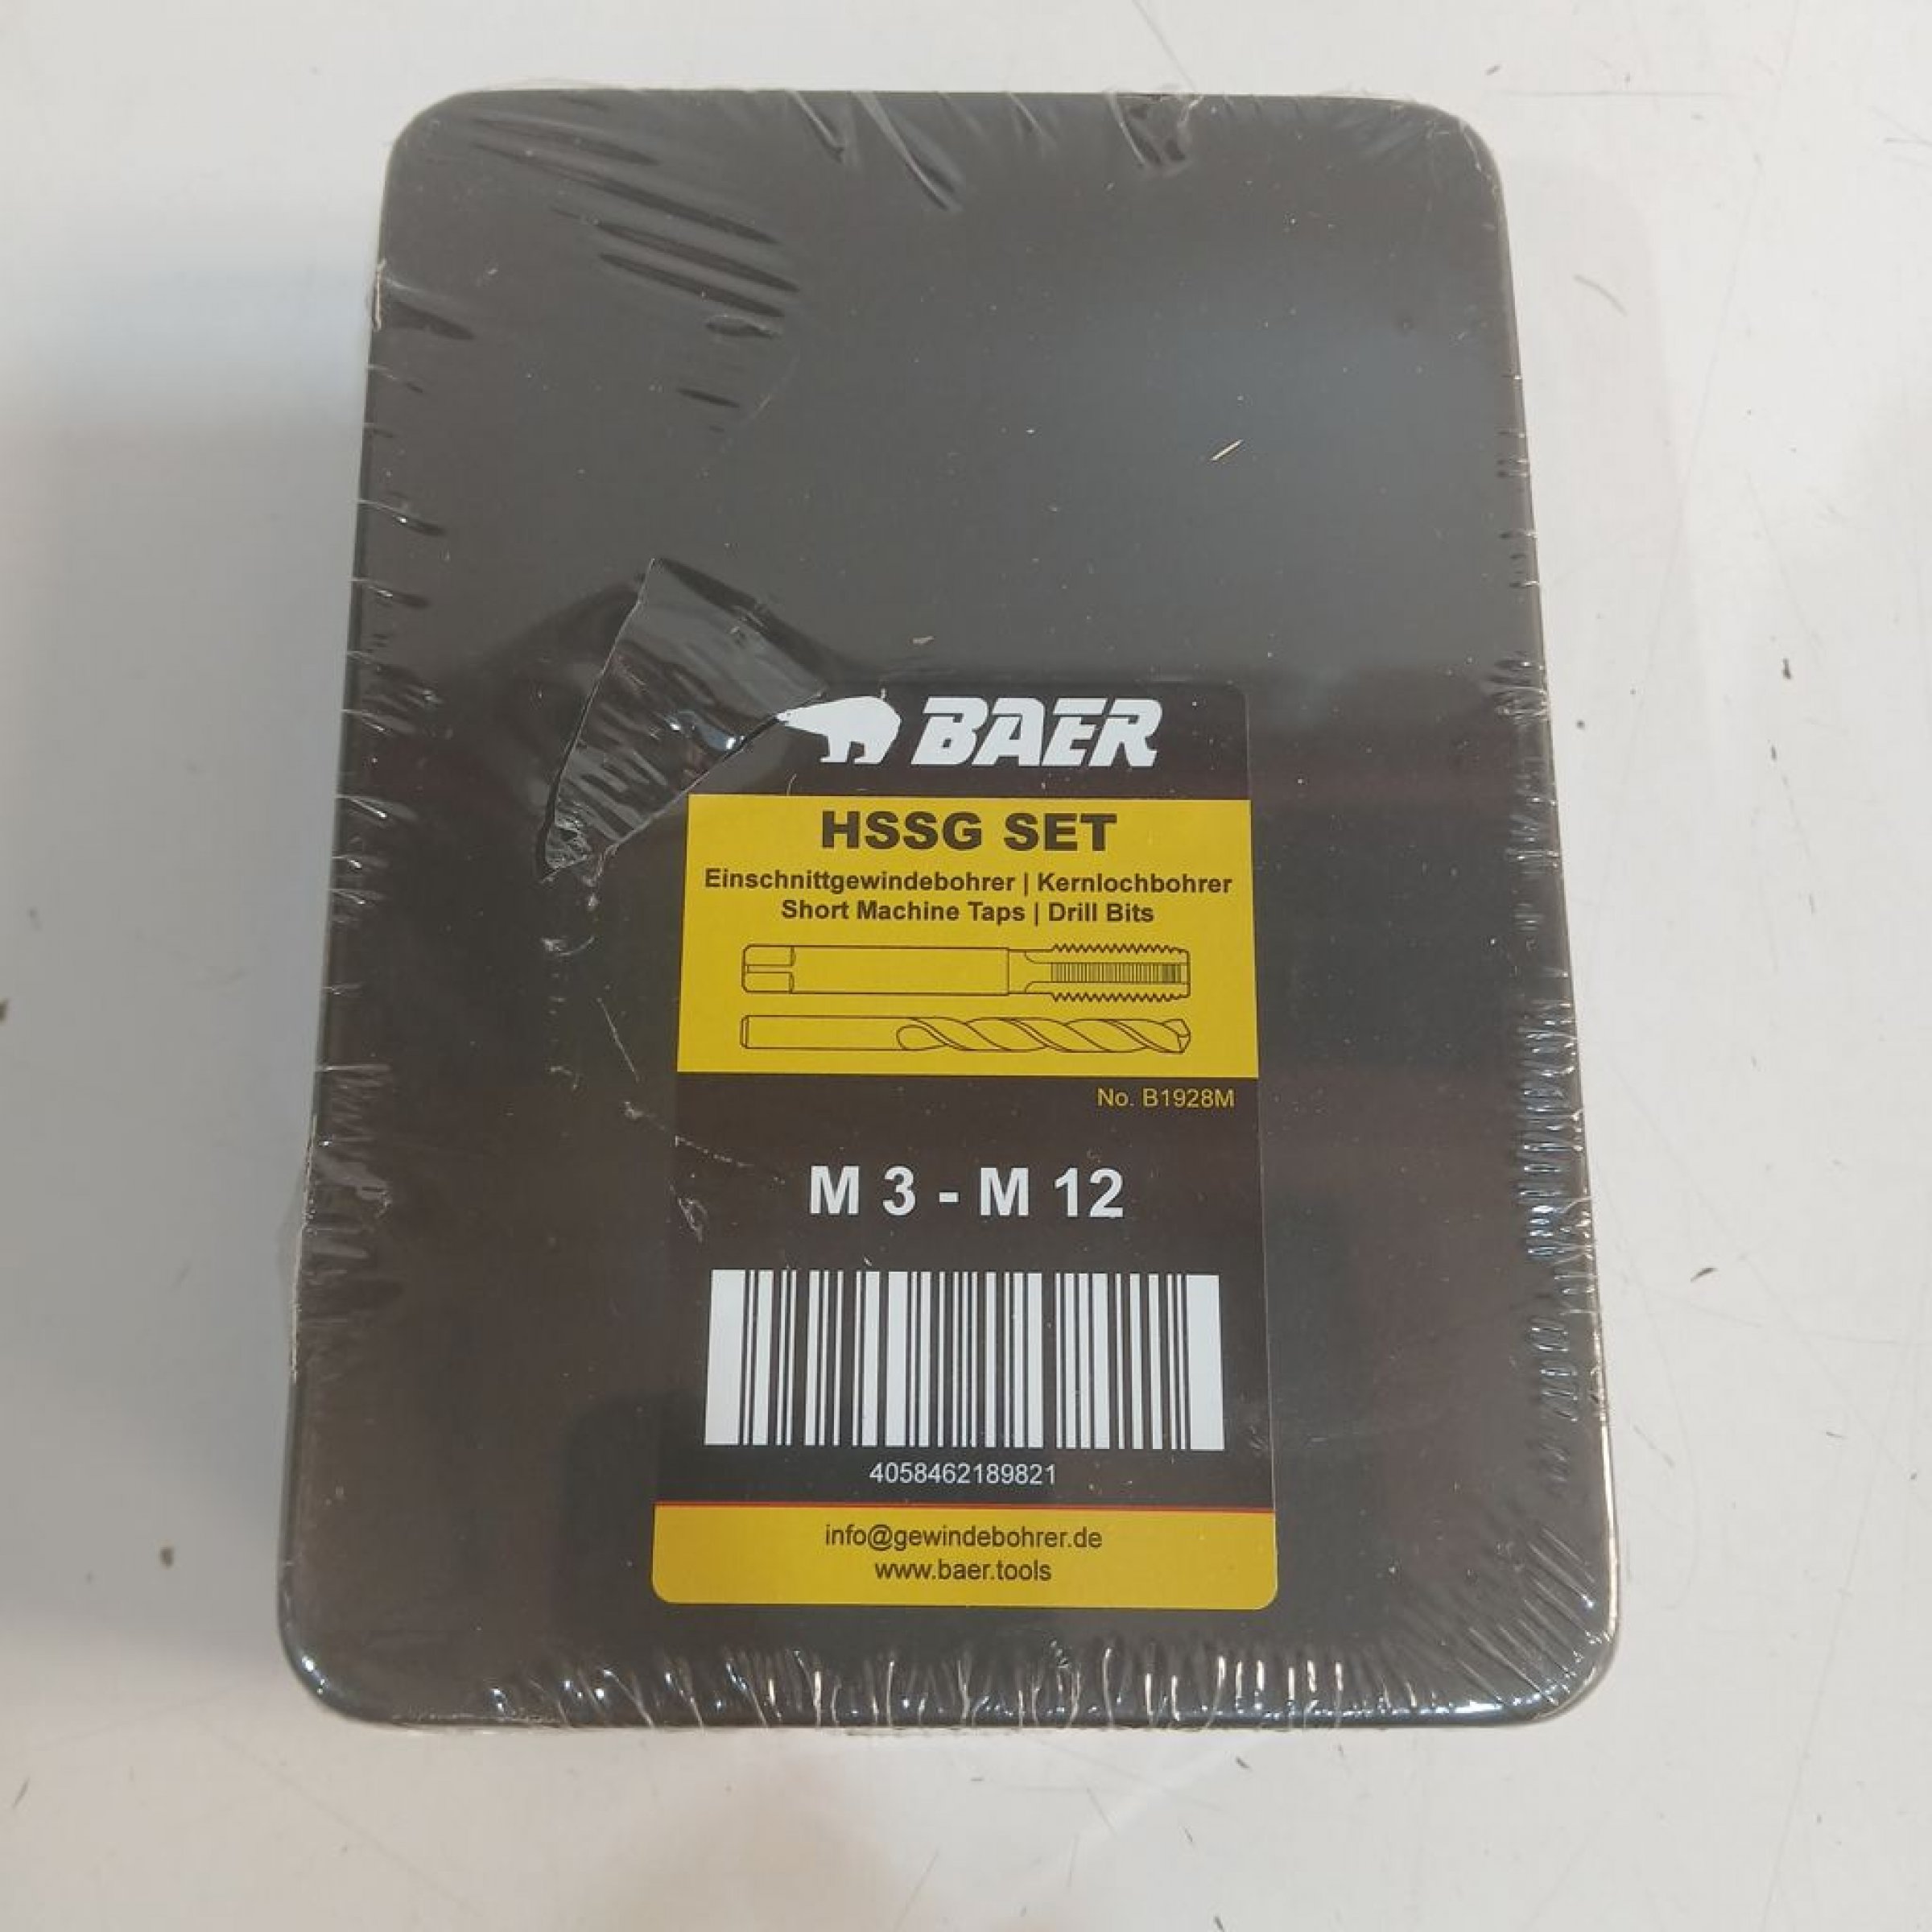 BAER
HSSG SET
Einschnittgewindebohrer | Kernlochbohrer
Short Machine Taps | Drill Bits
No. B1928M
M 3 - M 12
4058462189821
info@gewindebohrer.de
www.baer.tools